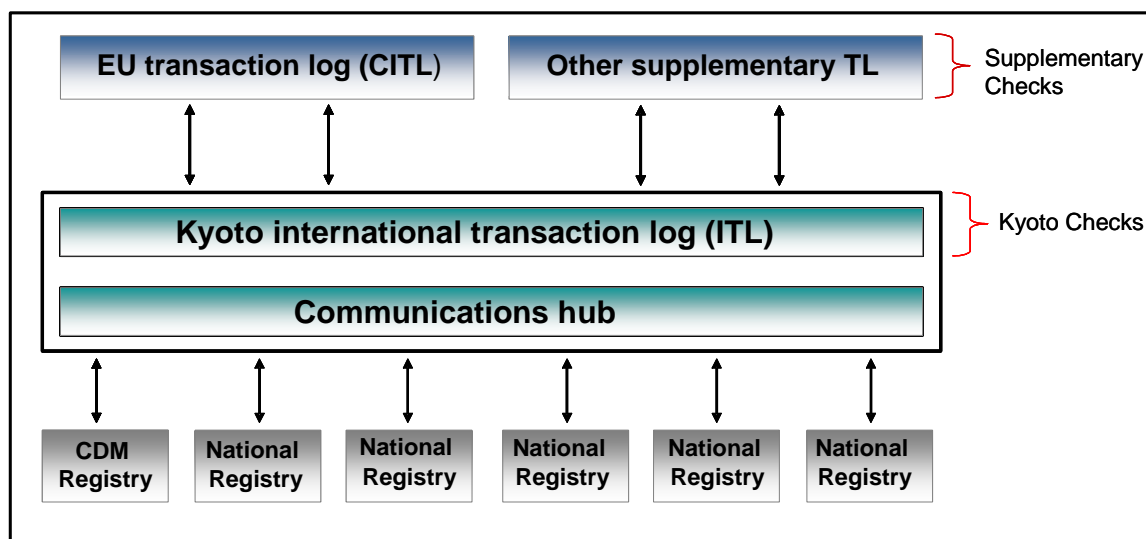 EU transaction log (CITL)
Other supplementary TL
Supplementary
Checks
Kyoto international transaction log (ITL)
Kyoto Checks
Communications hub
CDM
Registry
National
Registry
National
Registry
National
Registry
National
Registry
National
Registry